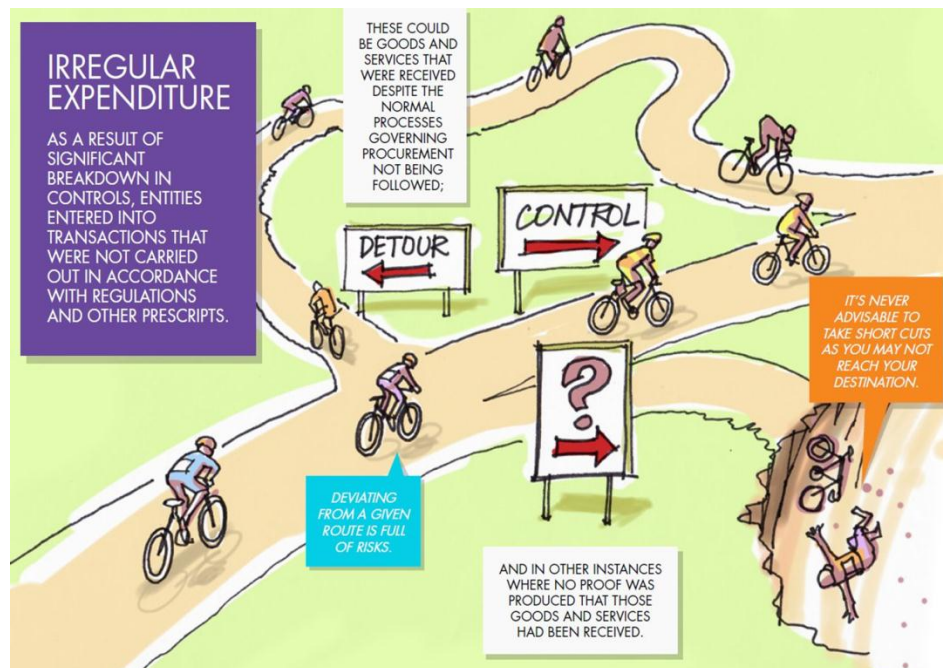 IRREGULAR
EXPENDITURE
AS A RESULT OF
SIGNIFICANT
BREAKDOWN IN
CONTROLS, ENTITIES
ENTERED INTO
TRANSACTIONS THAT
WERE NOT CARRIED
OUT IN ACCORDANCE
WITH REGULATIONS
AND OTHER PRESCRIPTS.
THESE COULD
BE GOODS AND
SERVICES THAT
WERE RECEIVED
DESPITE THE
NORMAL
PROCESSES
GOVERNING
PROCUREMENT
NOT BEING
FOLLOWED;
DETOUR
CONTROL
?
IT'S NEVER
ADVISABLE TO
TAKE SHORT CUTS
AS YOU MAY NOT
REACH YOUR
DESTINATION.
DEVIATING
FROM A GIVEN
ROUTE IS FULL
OF RISKS.
AND IN OTHER INSTANCES
WHERE NO PROOF WAS
PRODUCED THAT THOSE
GOODS AND SERVICES
HAD BEEN RECEIVED.